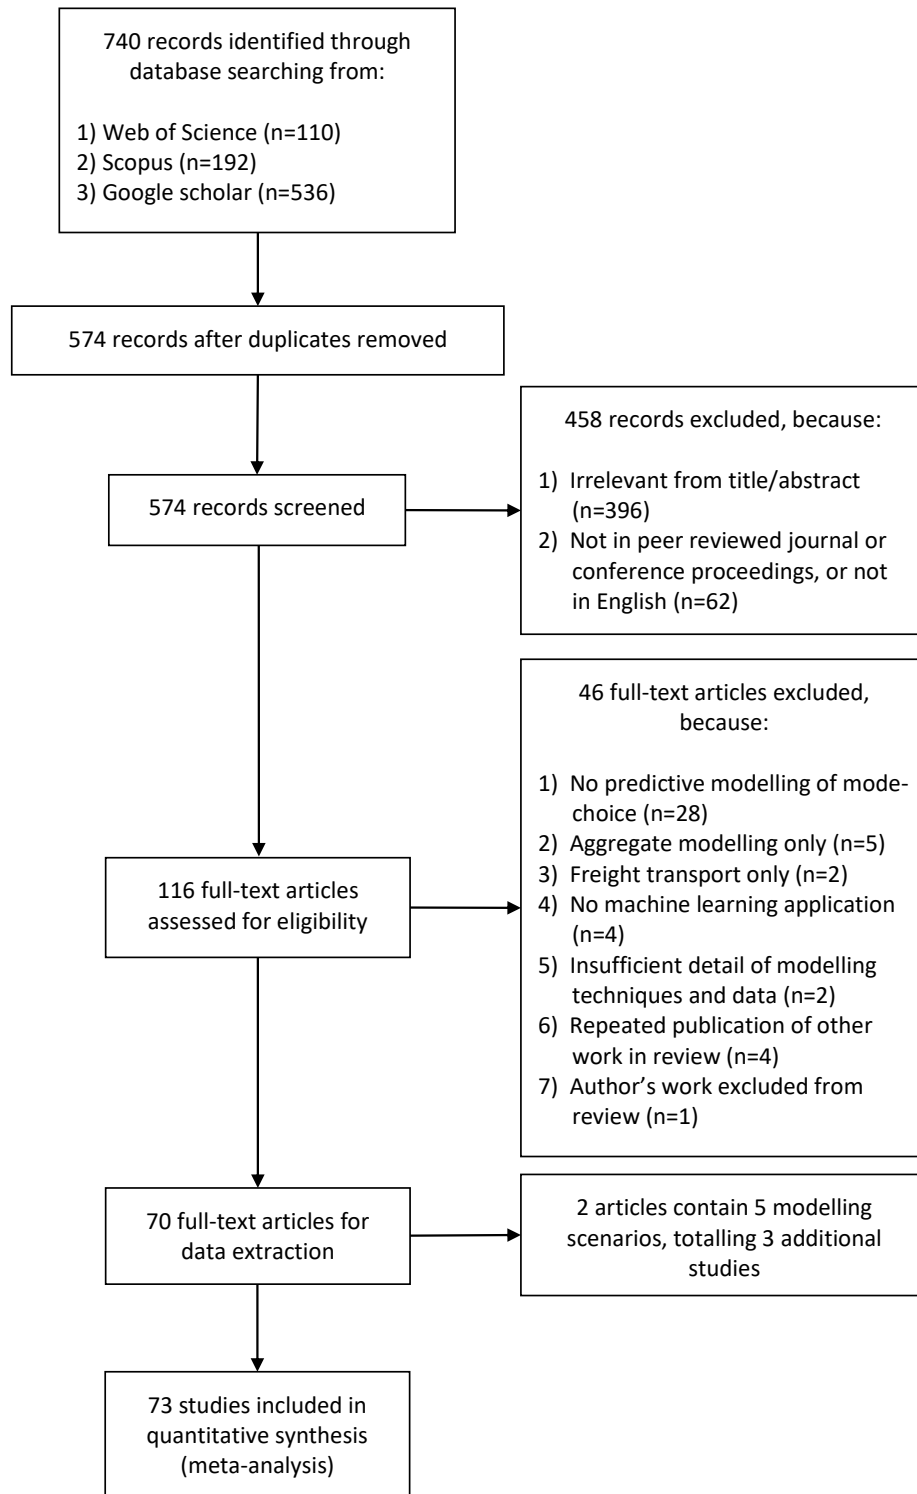 740 records identified through
database searching from:
1) Web of Science (n=110)
2) Scopus (n=192)
3) Google scholar (n=536)
574 records after duplicates removed
574 records screened
458 records excluded, because:
1) Irrelevant from title/abstract
(n=396)
2) Not in peer reviewed journal or
conference proceedings, or not
in English (n=62)
116 full-text articles
assessed for eligibility
46 full-text articles excluded,
because:
1) No predictive modelling of mode-
choice (n=28)
2) Aggregate modelling only (n=5)
3) Freight transport only (n=2)
4) No machine learning application
(n=4)
5) Insufficient detail of modelling
techniques and data (n=2)
6) Repeated publication of other
work in review (n=4)
7) Author’s work excluded from
review (n=1)
70 full-text articles for
data extraction
2 articles contain 5 modelling
scenarios, totalling 3 additional
studies
73 studies included in
quantitative synthesis
(meta-analysis)